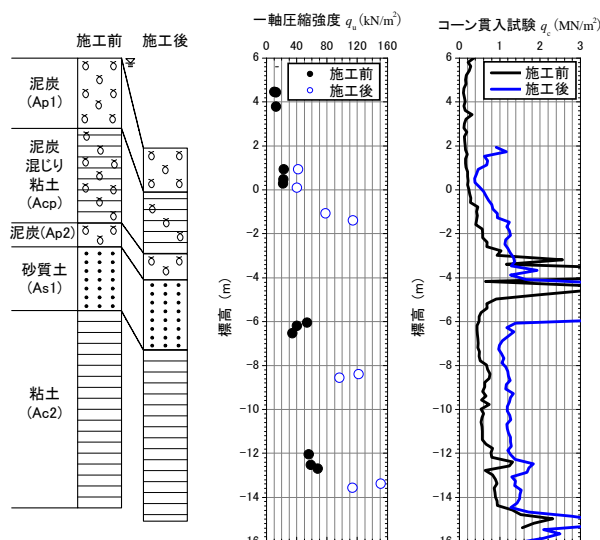 施工前 施工後
泥炭
(Ap1)
泥炭
混じり
粘土
(Acp)
泥炭(Ap2)
砂質土
(As1)
粘土
(Ac2)
一軸圧縮強度 qu(kN/m²)
0 40 80 120 160
6
4
2
0
-2
-4
-6
-8
-10
-12
-14
-16
標高 (m)
施工前
施工後
コーン貫入試験 qc(MN/m²)
0 1 2 3
6
4
2
0
-2
-4
-6
-8
-10
-12
-14
16
標高 (m)
施工前
施工後